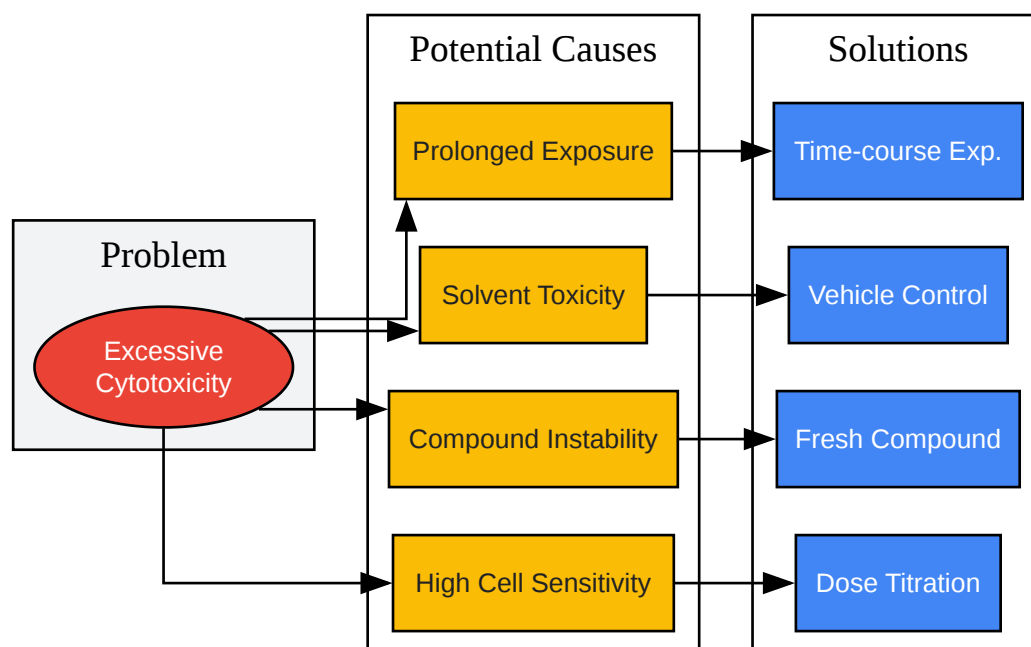 Potential Causes
Solutions
Prolonged Exposure
Time-course Exp.
Problem
Solvent Toxicity
Vehicle Control
Excessive
Cytotoxicity
Compound Instability
Fresh Compound
High Cell Sensitivity
Dose Titration